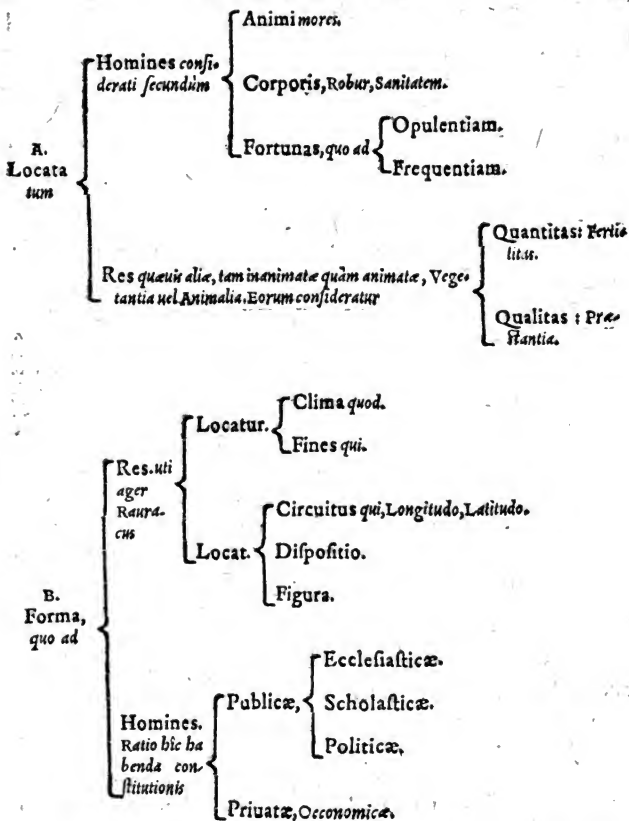 Animi mores.
Homines conſi-
derati ſecundùm
Corporis, Robur, Sanitatem.
Fortunas, quo ad
Opulentiam.
Frequentiam.
A.
Locata
tum
Res quæuis aliæ, tam inanimatæ quàm animatæ, Vege-
tantia uel Animalia. Eorum conſideratur
Quantitas: Ferti-
litas.
Qualitas: Præ-
ſtantia.
Locatur.
Clima quod.
Fines qui.
Res. uti
ager
Raura-
cus
Locat.
Circuitus qui, Longitudo, Latitudo.
Diſpoſitio.
Figura.
B.
Forma,
quo ad
Homines.
Ratio hîc ha
benda con-
ſtitutionis
Publicæ,
Eccleſiaſticæ.
Scholaſticæ.
Politicæ,
Priuatæ, Oeconomicæ.